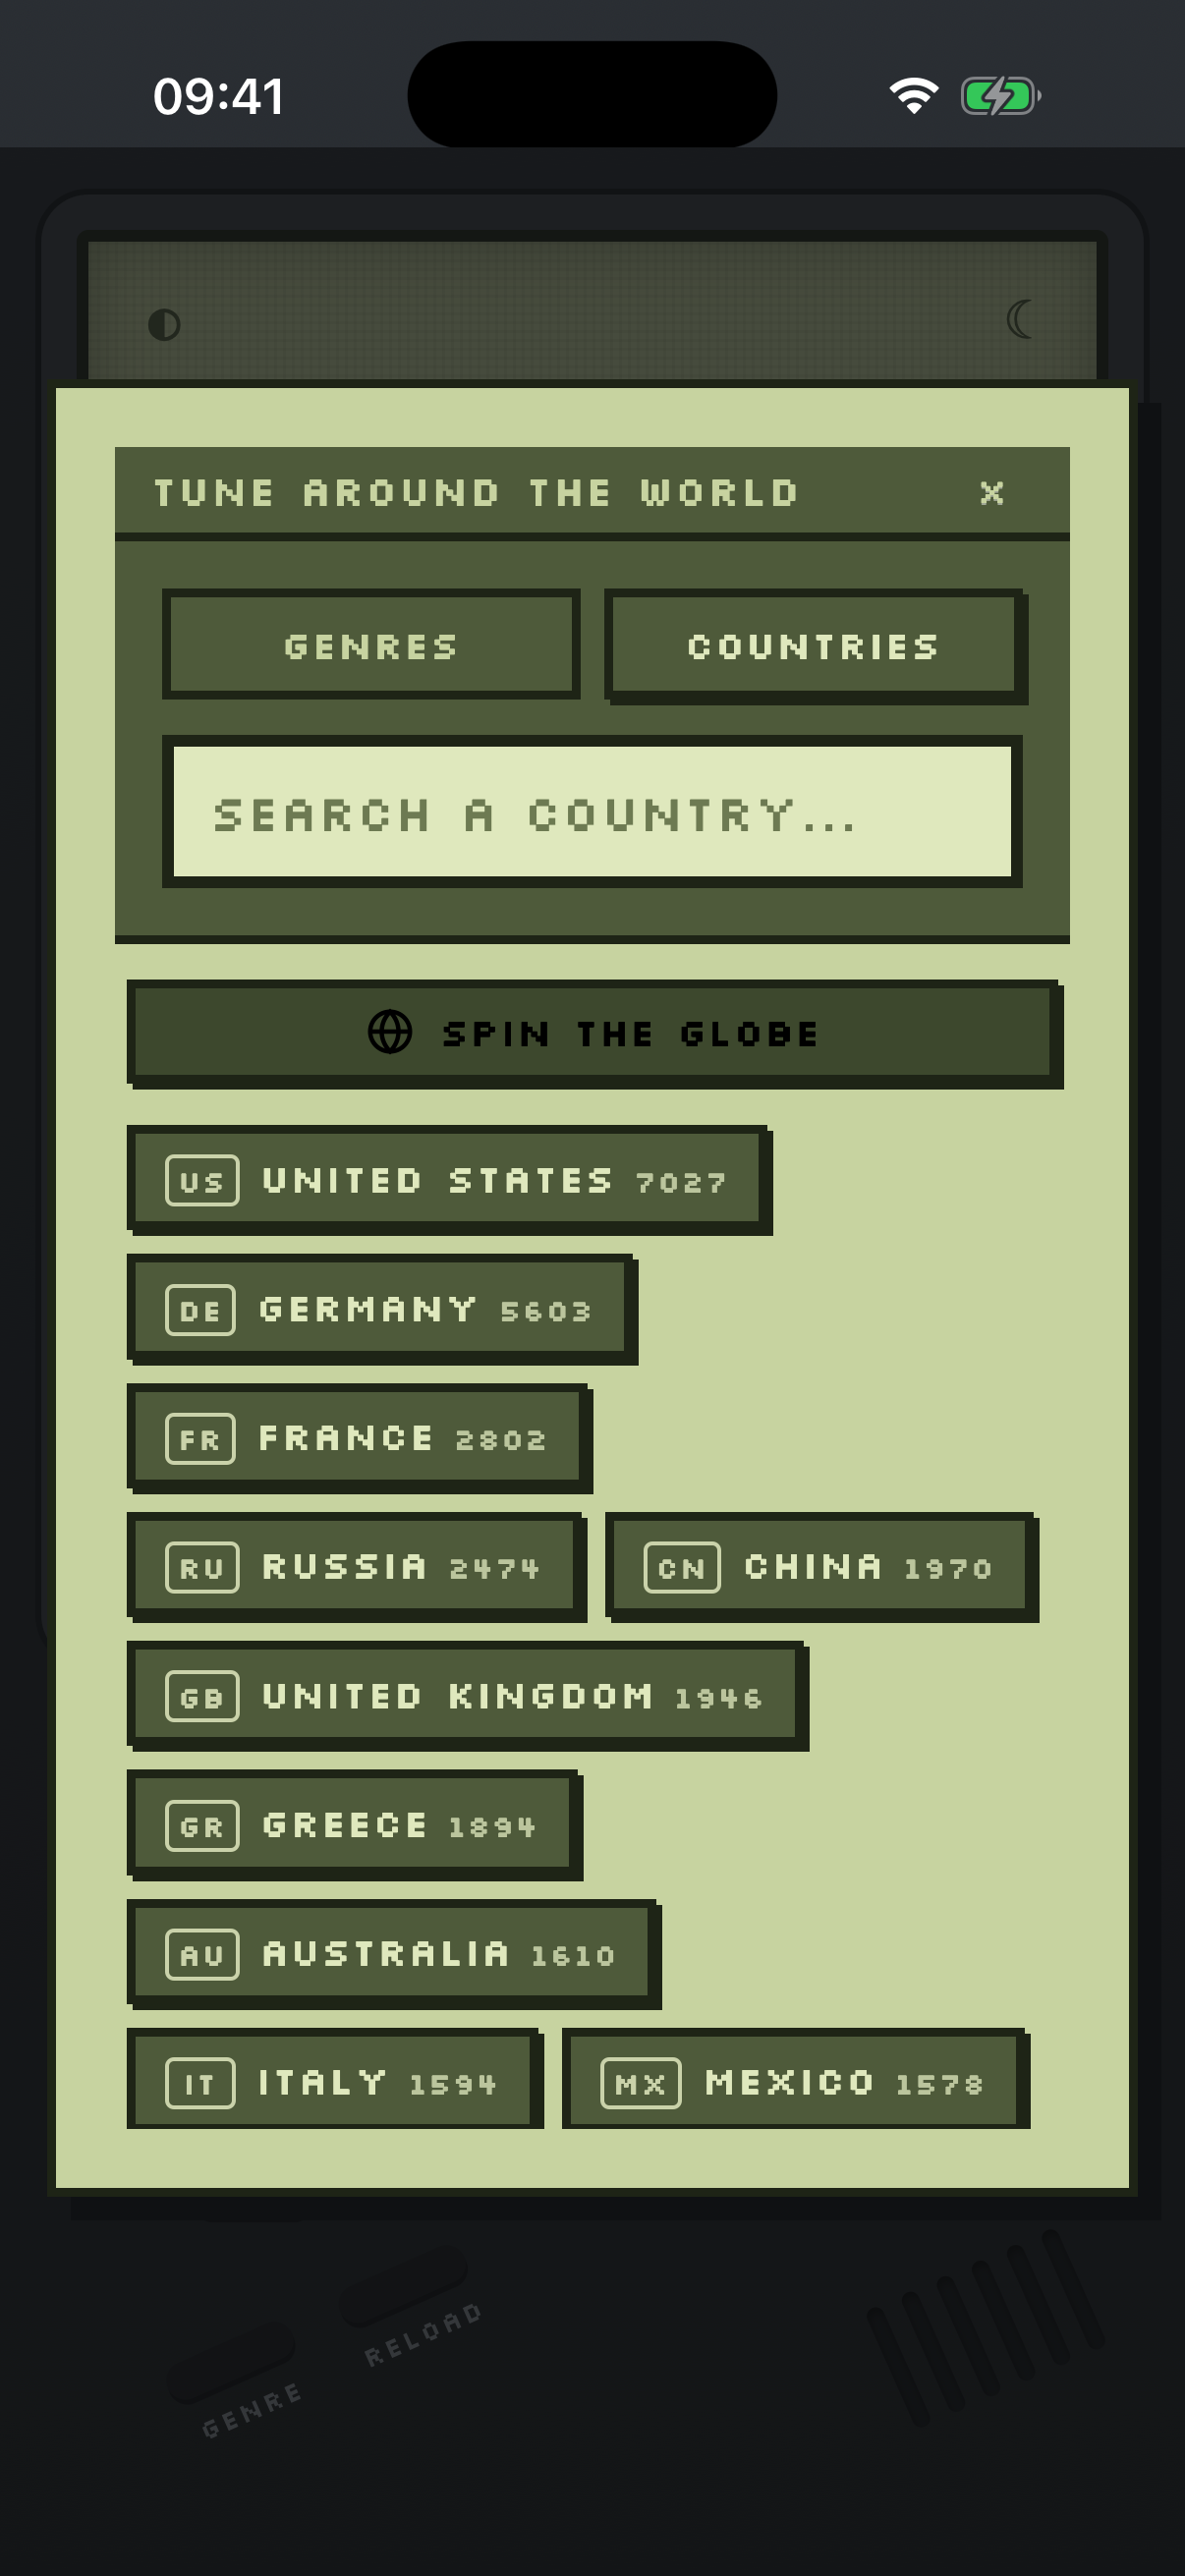 09:41
TUNE AROUND THE WORLD X
GENRES COUNTRIES
SEARCH A COUNTRY...
SPIN THE GLOBE
US UNITED STATES 7027
DE GERMANY 5603
FR FRANCE 2802
RU RUSSIA 2474 CN CHINA 1970
GB UNITED KINGDOM 1946
GR GREECE 1894
AU AUSTRALIA 1610
IT ITALY 1594 MX MEXICO 1578
RELOAD
GENRE